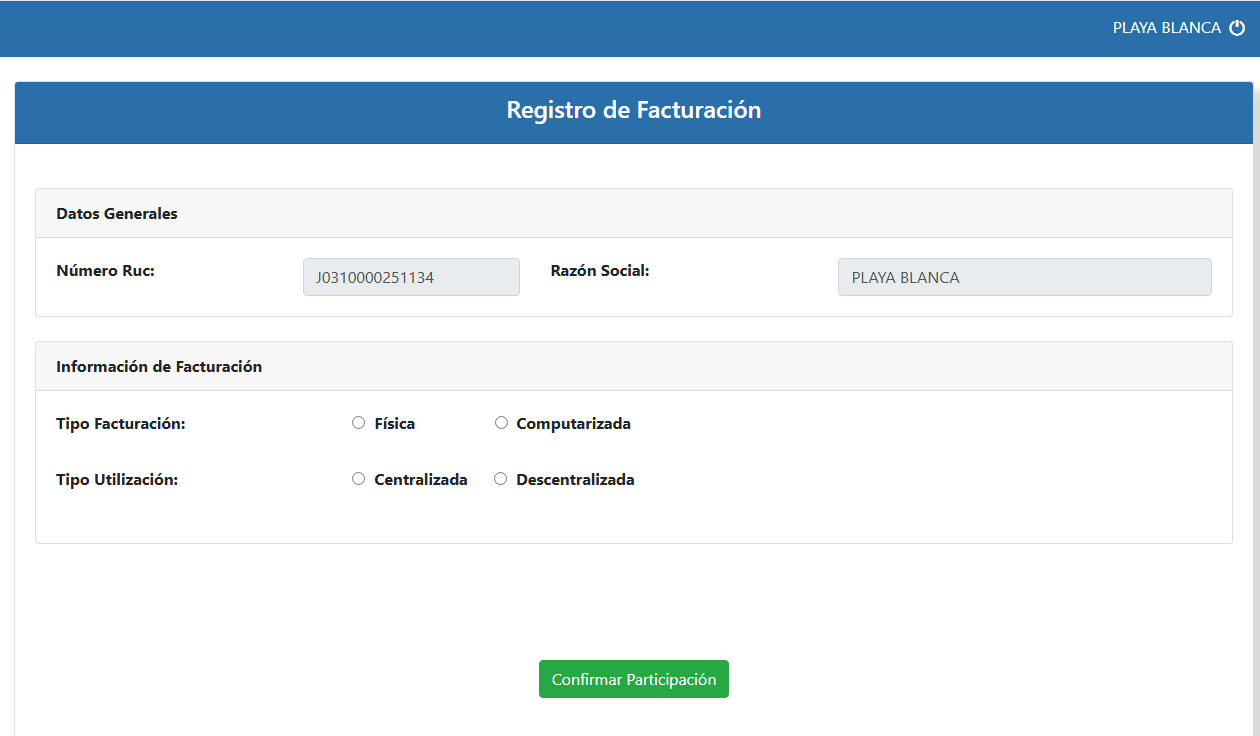 PLAYA BLANCA
Registro de Facturación
Datos Generales
Número Ruc: J0310000251134 Razón Social: PLAYA BLANCA
Información de Facturación
Tipo Facturación: Física Computarizada
Tipo Utilización: Centralizada Descentralizada
Confirmar Participación